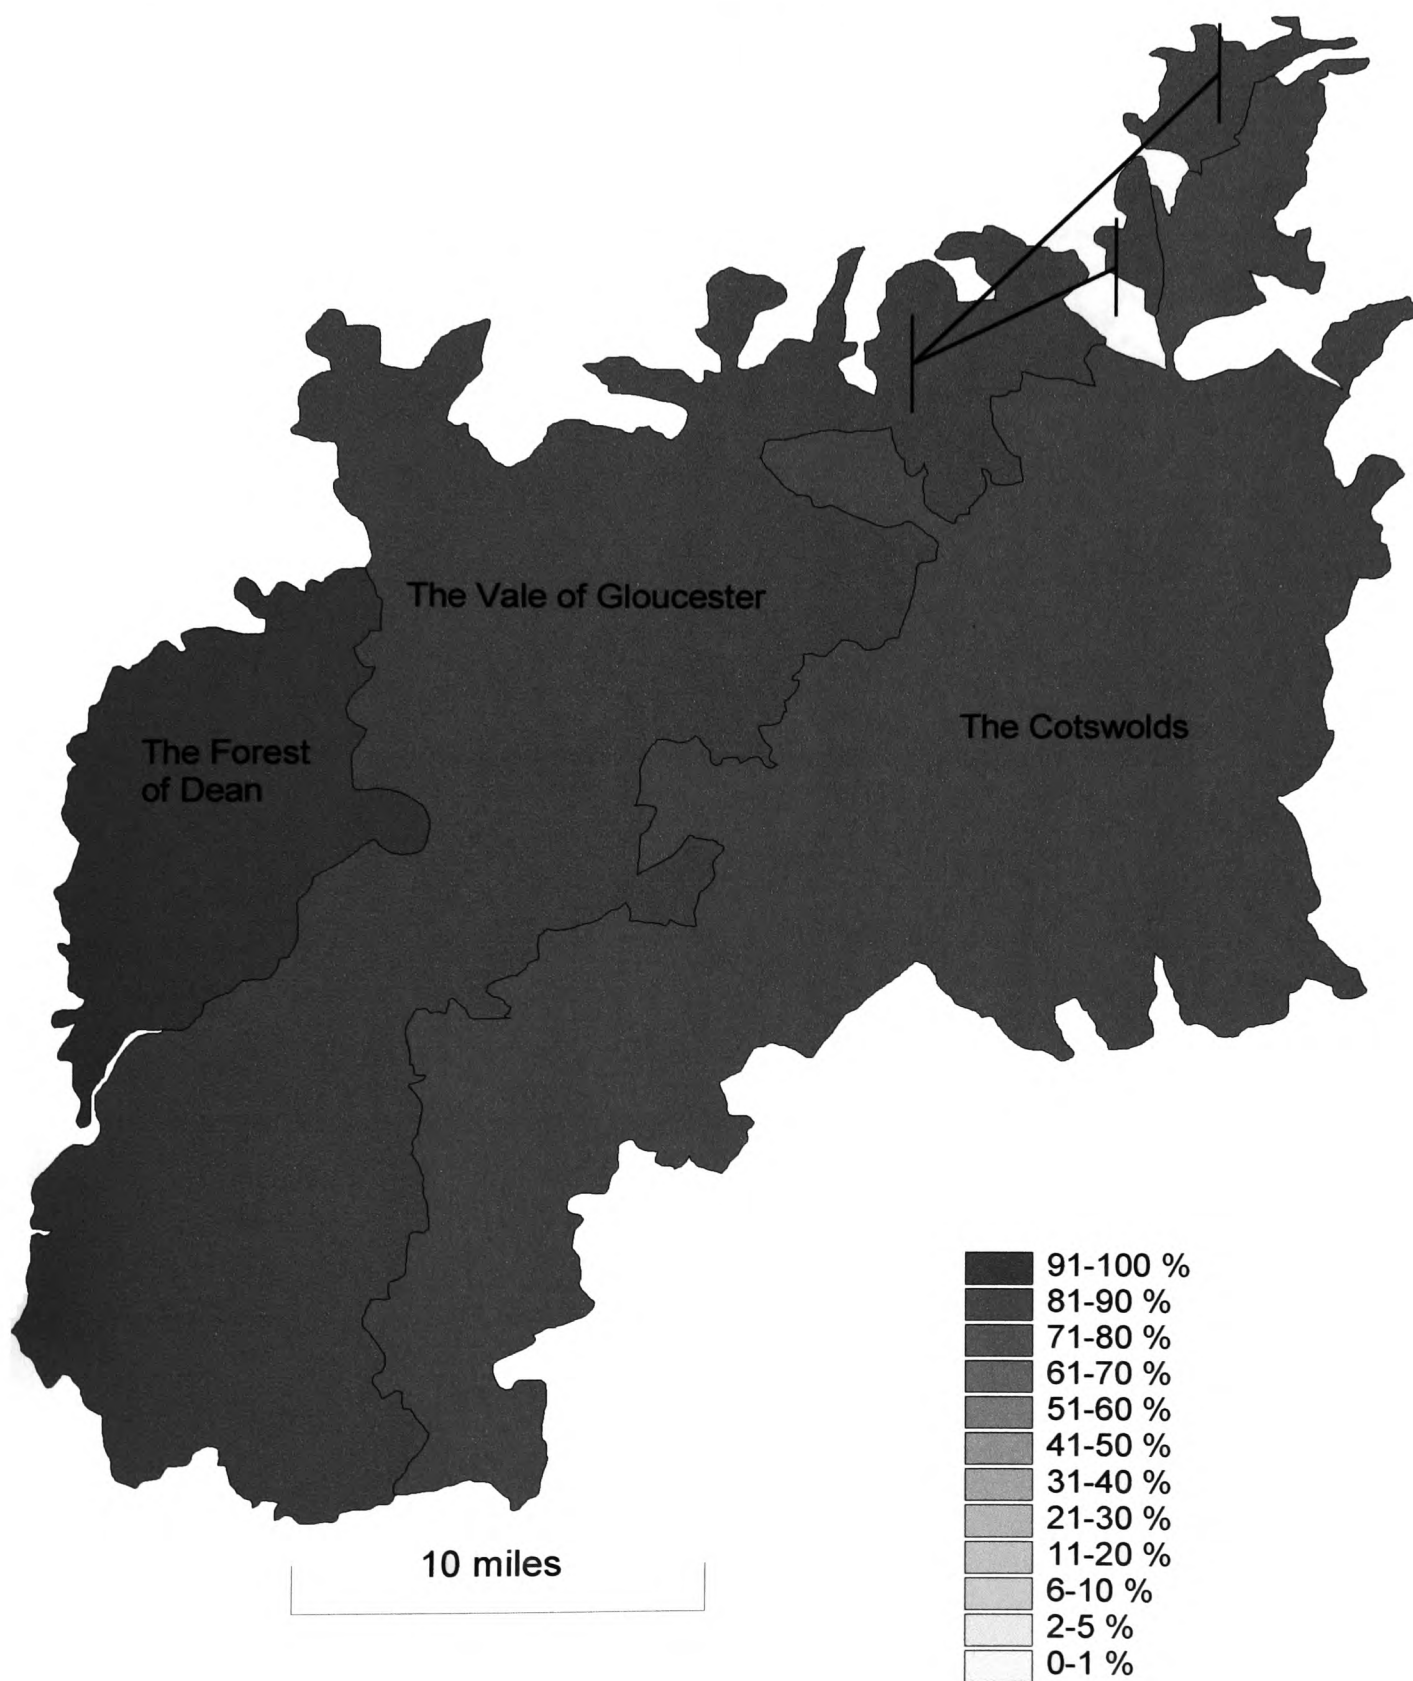 The Vale of Gloucester
The Forest
of Dean
The Cotswolds
91-100 %
81-90 %
71-80 %
61-70 %
51-60 %
41-50 %
31-40 %
21-30 %
11-20 %
6-10 %
2-5 %
0-1 %
10 miles